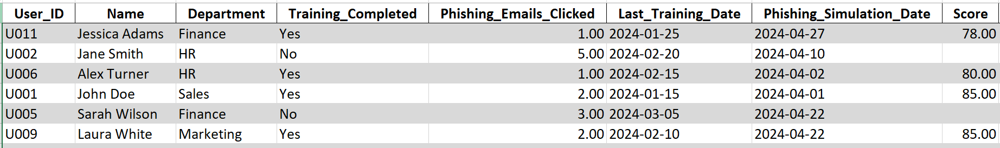 User_ID Name Department Training_Completed Phishing_Emails_Clicked Last_Training_Date Phishing_Simulation_Date Score
U011 Jessica Adams Finance Yes 1.00 2024-01-25 2024-04-27 78.00
U002 Jane Smith HR No 5.00 2024-02-20 2024-04-10
U006 Alex Turner HR Yes 1.00 2024-02-15 2024-04-02 80.00
U001 John Doe Sales Yes 2.00 2024-01-15 2024-04-01 85.00
U005 Sarah Wilson Finance No 3.00 2024-03-05 2024-04-22
U009 Laura White Marketing Yes 2.00 2024-02-10 2024-04-22 85.00